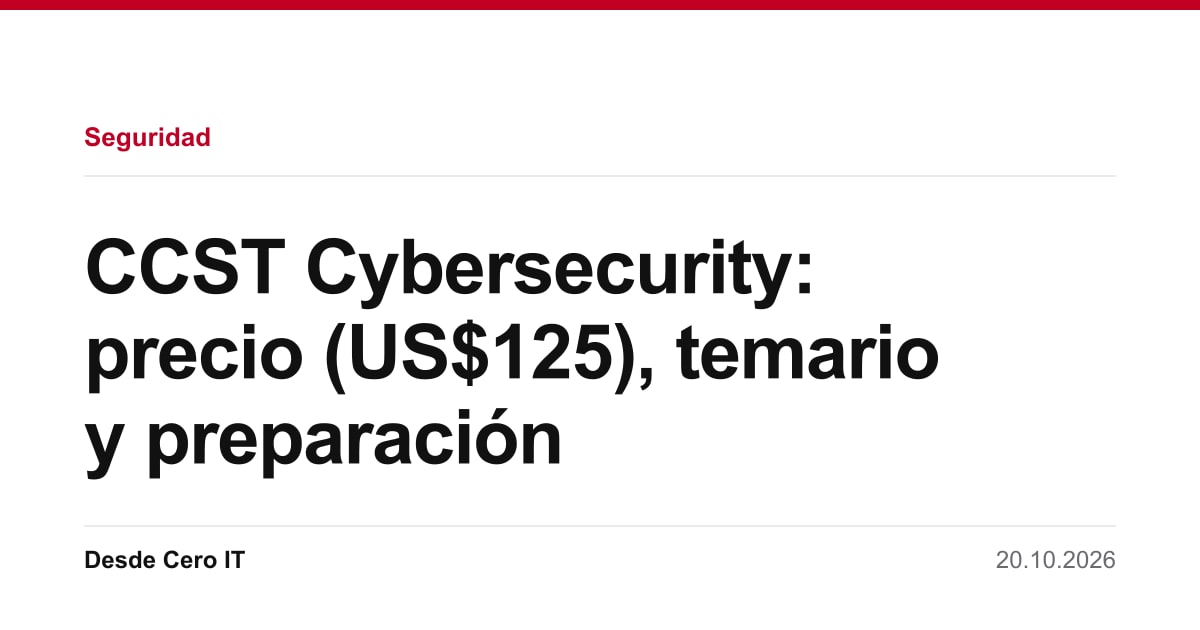 Seguridad
CCST Cybersecurity:
precio (US$125), temario
y preparación
Desde Cero IT
20.10.2026